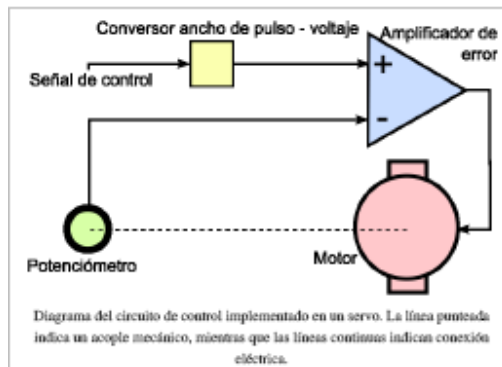 Conversor ancho de pulso - voltaje
Amplificador de
error
Señal de control
+
-
Potenciómetro
Motor
Diagrama del circuito de control implementado en un servo. La línea punteada
indica un acople mecánico, mientras que las líneas continuas indican conexión
eléctrica.